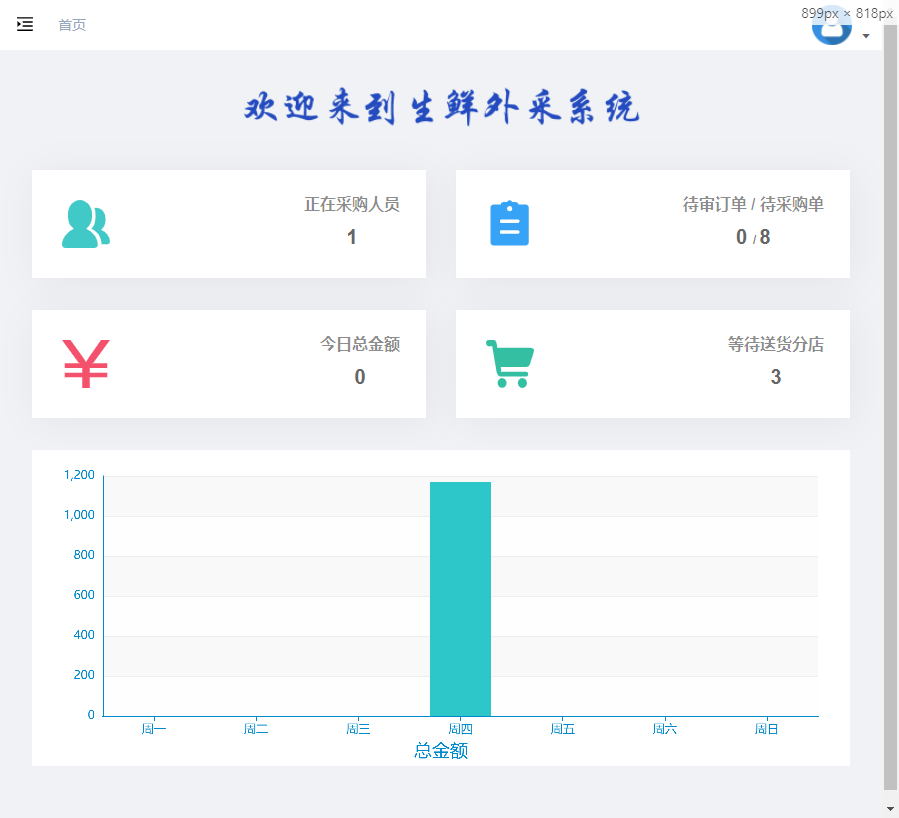 899px × 818px
首页
欢迎来到生鲜外采系统
正在采购人员
1
待审订单 / 待采购单
0 / 8
¥
今日总金额
0
等待送货分店
3
1,200
1,000
800
600
400
200
0
周一 周二 周三 周四 周五 周六 周日
总金额